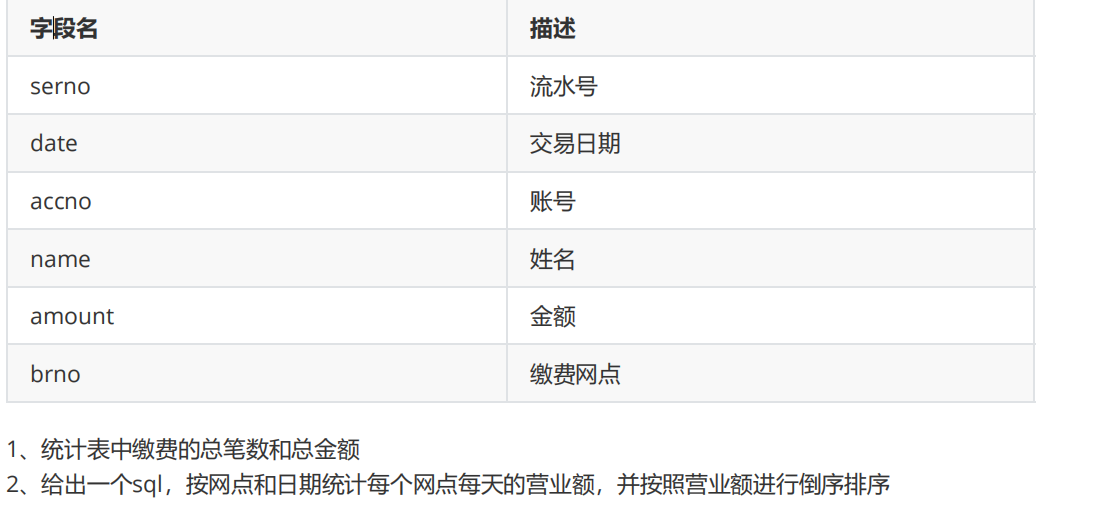 字段名 描述
serno 流水号
date 交易日期
accno 账号
name 姓名
amount 金额
brno 缴费网点
1、统计表中缴费的总笔数和总金额
2、给出一个sql，按网点和日期统计每个网点每天的营业额，并按照营业额进行倒序排序